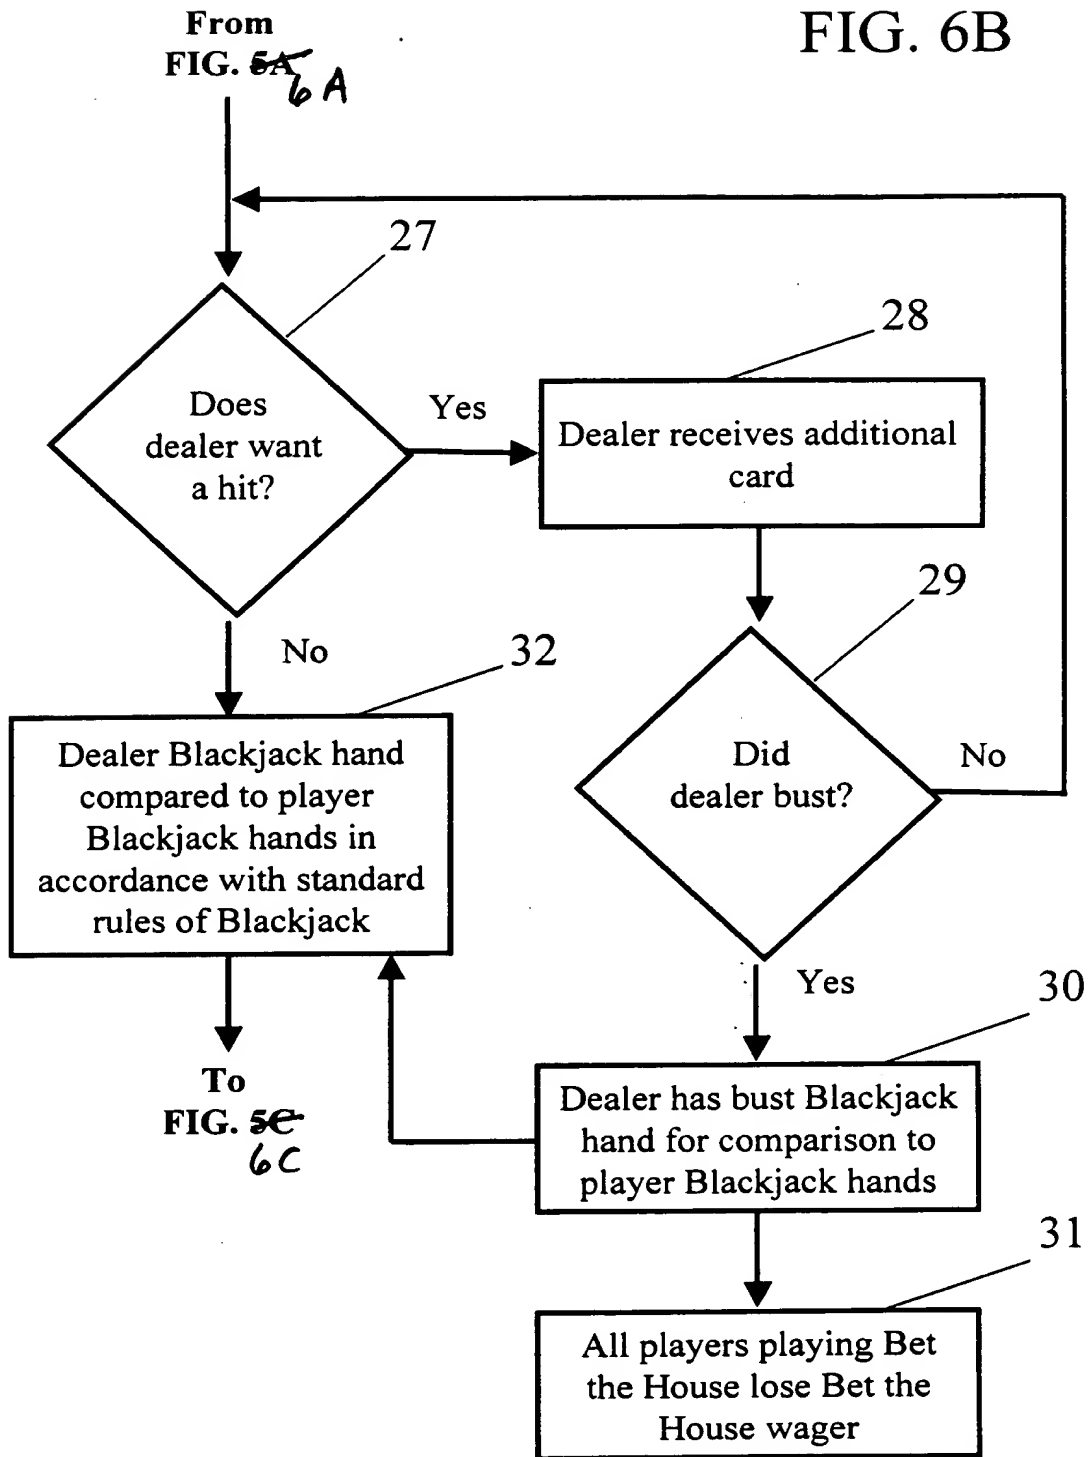 From
FIG. 5A
6A
FIG. 6B
27
28
Does
dealer want
a hit?
Yes
Dealer receives additional
card
29
No
32
Did
dealer bust?
No
Dealer Blackjack hand
compared to player
Blackjack hands in
accordance with standard
rules of Blackjack
Yes
30
To
FIG. 5C
6C
Dealer has bust Blackjack
hand for comparison to
player Blackjack hands
31
All players playing Bet
the House lose Bet the
House wager